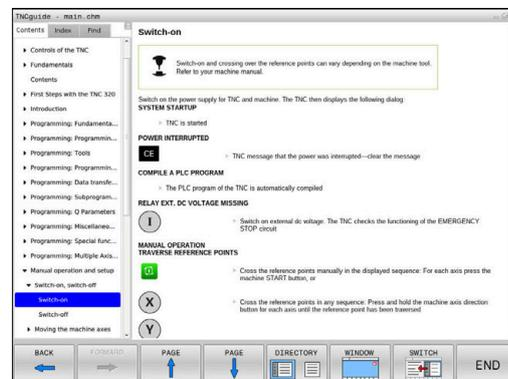 TNCguide - main.chm
Contents Index Find
Controls of the TNC
Fundamentals
Contents
First Steps with the TNC 320
Introduction
Programming: Fundamenta...
Programming: Programmin...
Programming: Tools
Programming: Programmin...
Programming: Data transfe...
Programming: Subprogram...
Programming: Q Parameters
Programming: Miscellaneo...
Programming: Special func...
Programming: Multiple Axis...
Manual operation and setup
Switch-on, switch-off
Switch-on
Switch-off
Moving the machine axes
Switch-on
Switch-on and crossing over the reference points can vary depending on the machine tool.
Refer to your machine manual.
Switch on the power supply for TNC and machine. The TNC then displays the following dialog
SYSTEM STARTUP
TNC is started
POWER INTERRUPTED
CE
TNC message that the power was interrupted—clear the message
COMPILE A PLC PROGRAM
The PLC program of the TNC is automatically compiled
RELAY EXT. DC VOLTAGE MISSING
I
Switch on external dc voltage. The TNC checks the functioning of the EMERGENCY
STOP circuit
MANUAL OPERATION
TRAVERSE REFERENCE POINTS
Cross the reference points manually in the displayed sequence: For each axis press the
machine START button, or
X
Cross the reference points in any sequence: Press and hold the machine axis direction
button for each axis until the reference point has been traversed
Y
BACK FORWARD PAGE PAGE DIRECTORY WINDOW SWITCH END